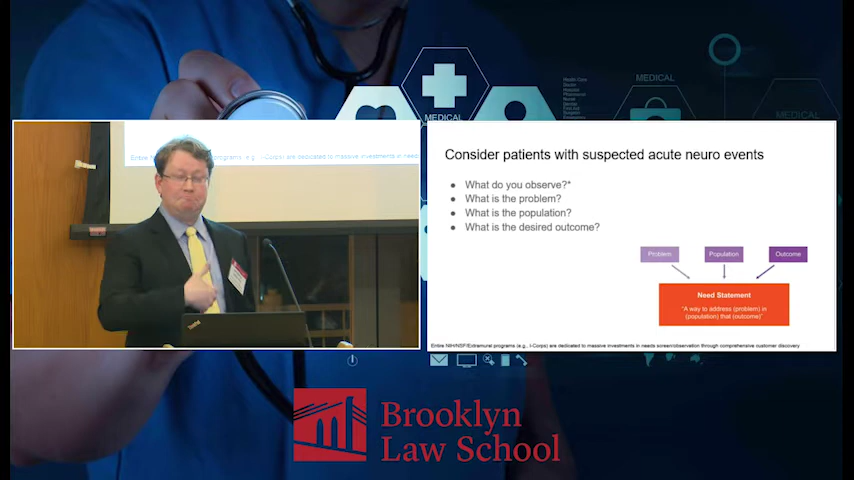 MEDICAL
MEDICAL
MEDICAL
Consider patients with suspected acute neuro events
● What do you observe?*
● What is the problem?
● What is the population?
● What is the desired outcome?
Problem
Population
Outcome
Need Statement
"A way to address (problem) in
(population) that (outcome)"
Entire NIH/NSF/Extramural programs (e.g., I-Corps) are dedicated to massive investments in needs screen/observation through comprehensive customer discovery
Brooklyn
Law School